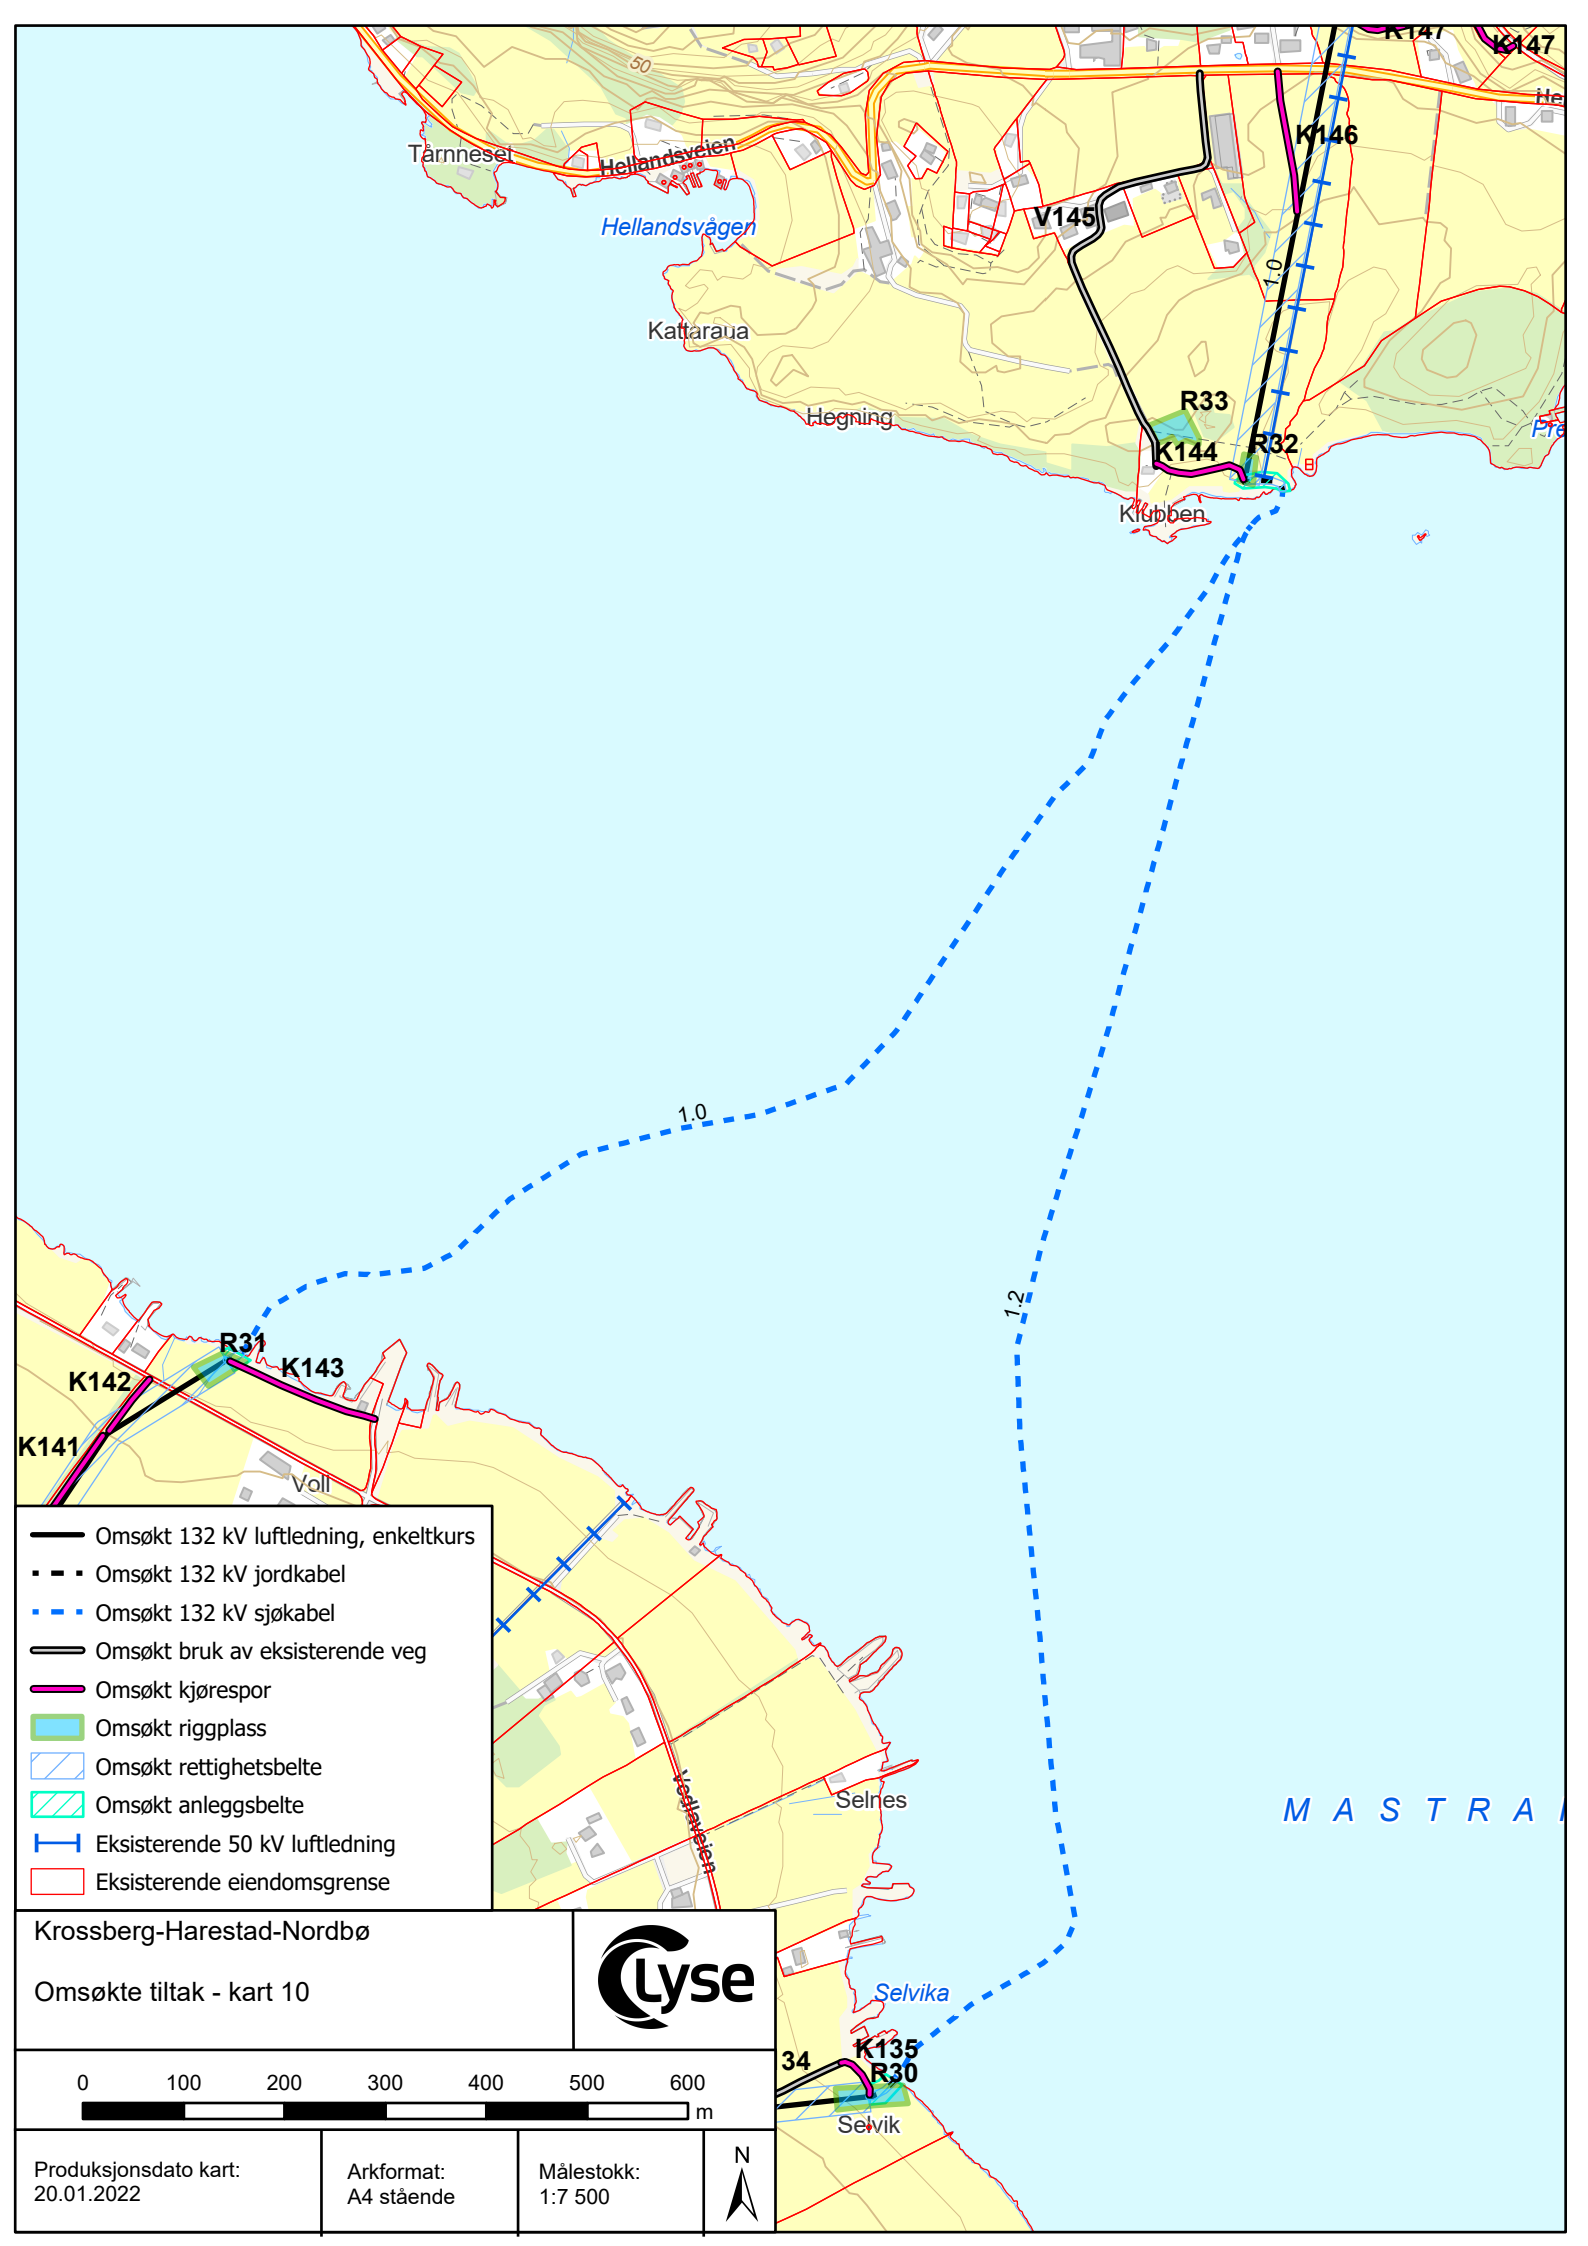 K147
K147
50
He
Tårnneset
Hellandsveien
K146
V145
Hellandsvågen
1.0
Kattaraua
R33
Hegning
Pre
R32
K144
Klubben
1.0
1.2
R31
K143
K142
K141
Voll
Omsøkt 132 kV luftledning, enkeltkurs
Omsøkt 132 kV jordkabel
Omsøkt 132 kV sjøkabel
Omsøkt bruk av eksisterende veg
Omsøkt kjørespor
Omsøkt riggplass
Omsøkt rettighetsbelte
Omsøkt anleggsbelte
Eksisterende 50 kV luftledning
Eksisterende eiendomsgrense
Vedlaveien
Selnes
MASTRA
Krossberg-Harestad-Nordbø
Omsøkte tiltak - kart 10
Lyse
Selvika
34
K135
R30
Selvik
0 100 200 300 400 500 600
m
Produksjonsdato kart:
20.01.2022
Arkformat:
A4 stående
Målestokk:
1:7 500
N